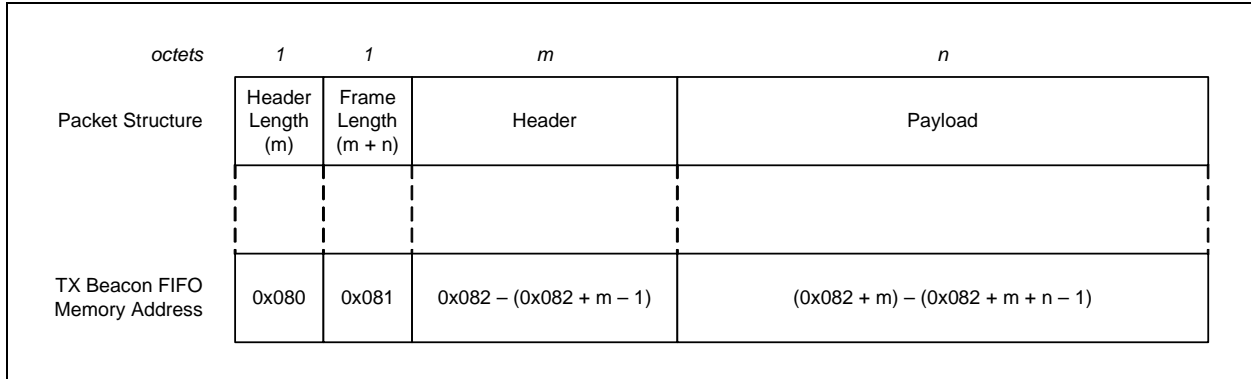 octets 1 1 m n
Packet Structure
Header
Length
(m)
Frame
Length
(m + n)
Header
Payload
TX Beacon FIFO
Memory Address
0x080 0x081 0x082 – (0x082 + m – 1) (0x082 + m) – (0x082 + m + n – 1)